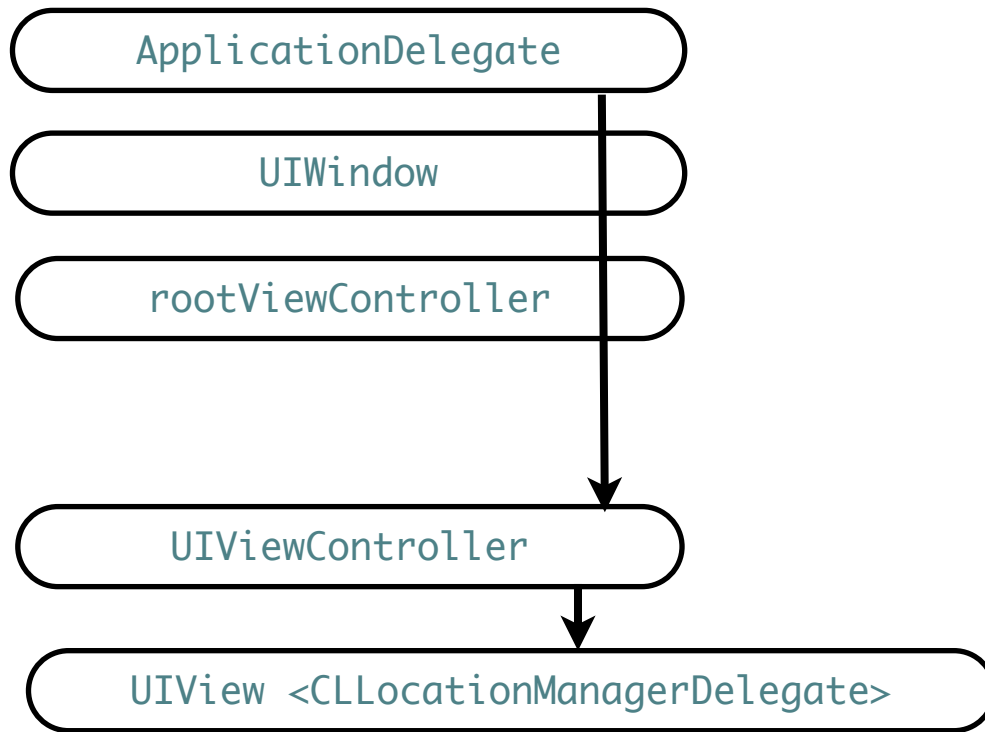 ApplicationDelegate
UIWindow
rootViewController
UIViewController
UIView <CLLocationManagerDelegate>